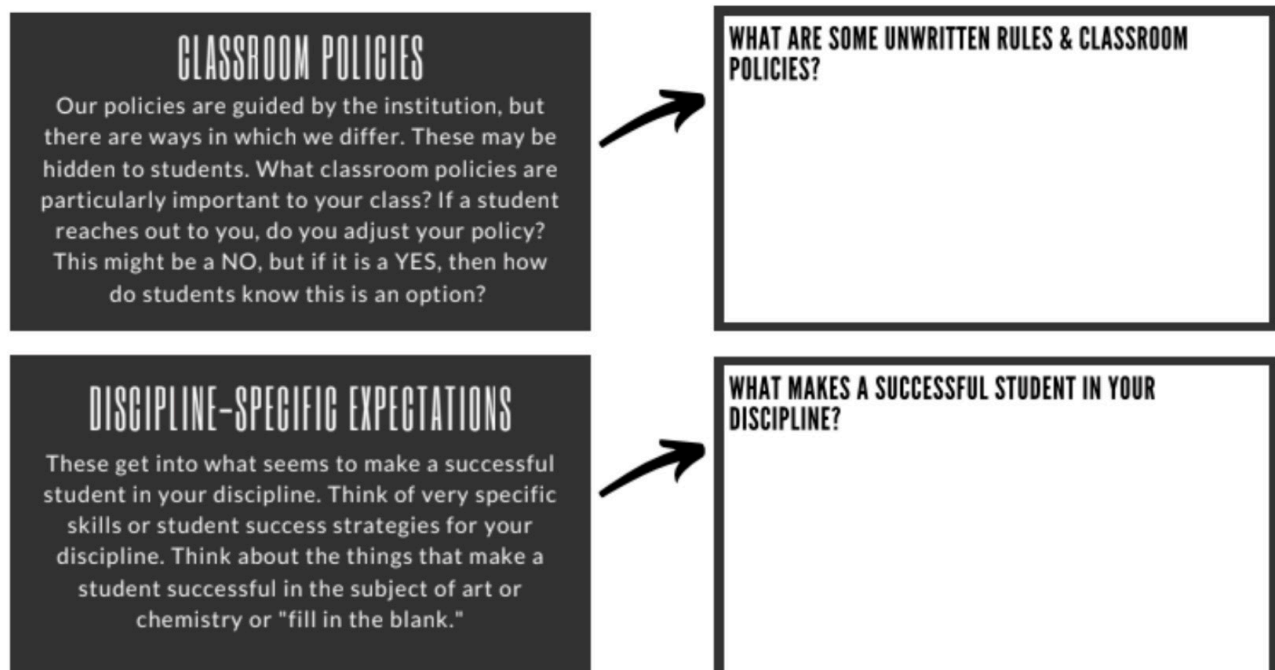 CLASSROOM POLICIES
Our policies are guided by the institution, but
there are ways in which we differ. These may be
hidden to students. What classroom policies are
particularly important to your class? If a student
reaches out to you, do you adjust your policy?
This might be a NO, but if it is a YES, then how
do students know this is an option?
WHAT ARE SOME UNWRITTEN RULES & CLASSROOM
POLICIES?
DISCIPLINE-SPECIFIC EXPECTATIONS
These get into what seems to make a successful
student in your discipline. Think of very specific
skills or student success strategies for your
discipline. Think about the things that make a
student successful in the subject of art or
chemistry or "fill in the blank."
WHAT MAKES A SUCCESSFUL STUDENT IN YOUR
DISCIPLINE?